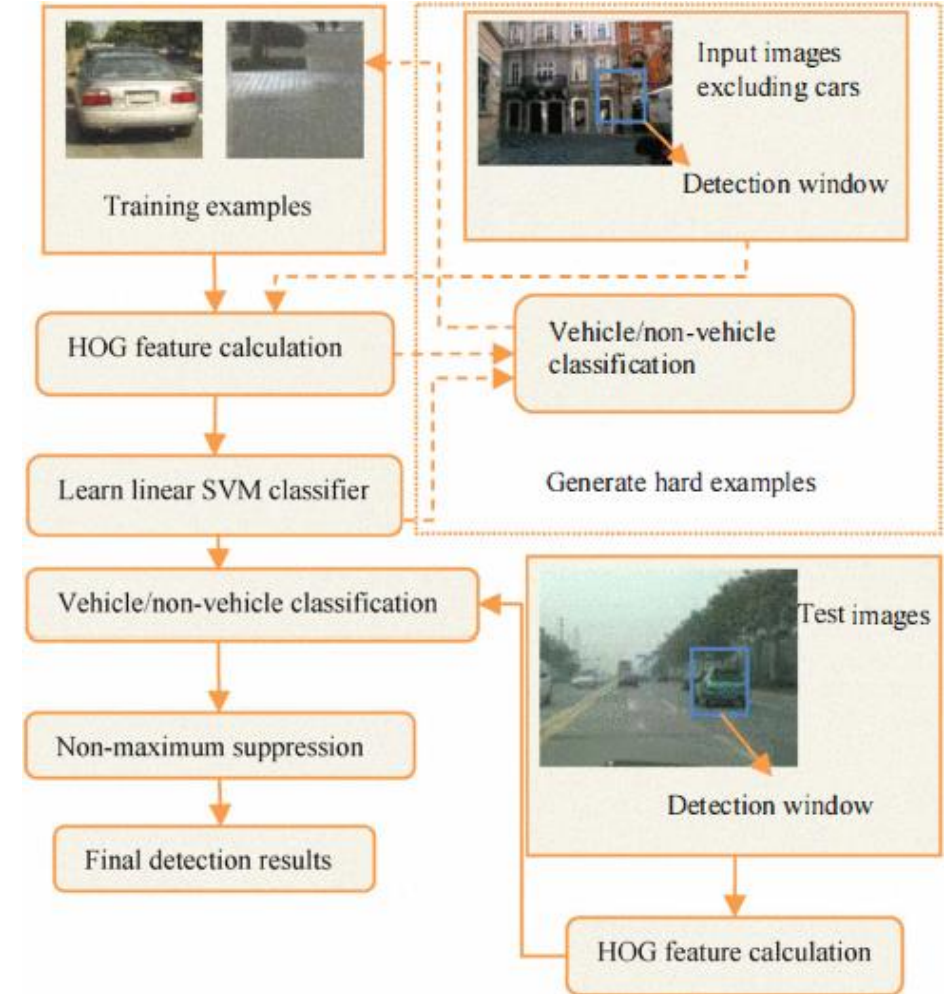 Training examples
Input images
excluding cars
Detection window
HOG feature calculation
Vehicle/non-vehicle
classification
Learn linear SVM classifier
Generate hard examples
Vehicle/non-vehicle classification
Test images
Non-maximum suppression
Detection window
Final detection results
HOG feature calculation